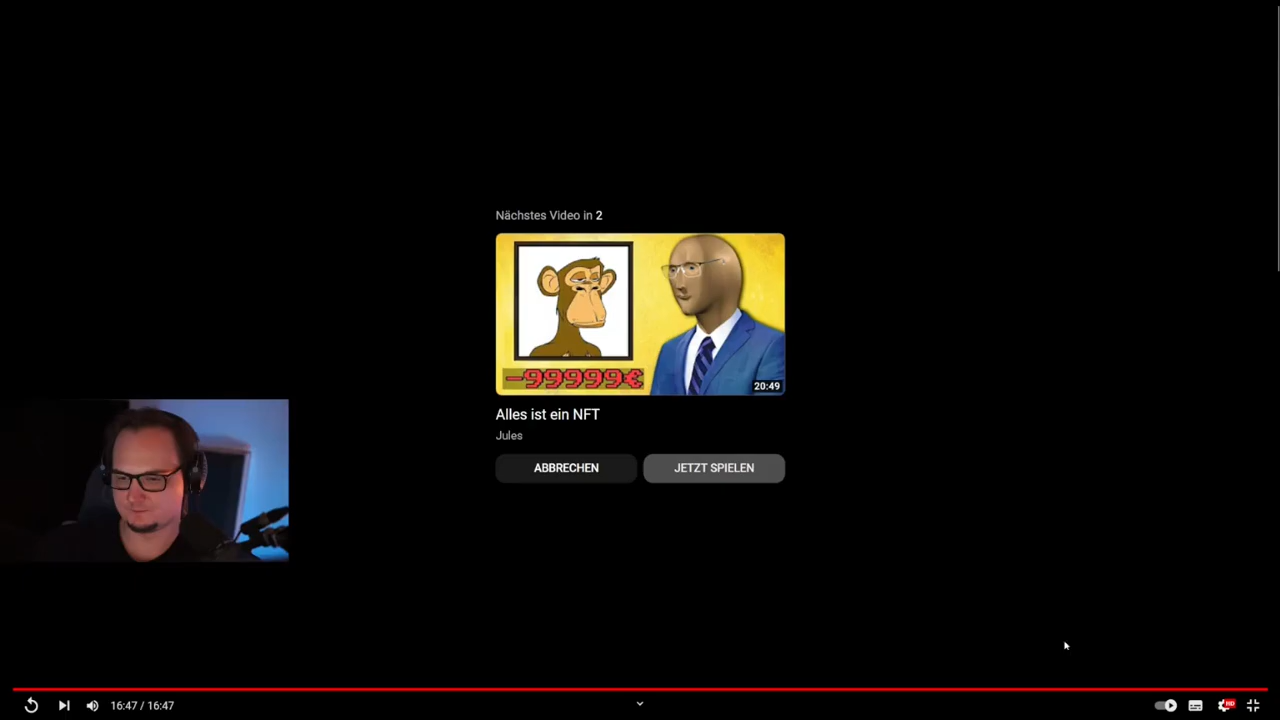 Nächstes Video in 2
-99999€
20:49
Alles ist ein NFT
Jules
ABBRECHEN
JETZT SPIELEN
16:47 / 16:47
HD